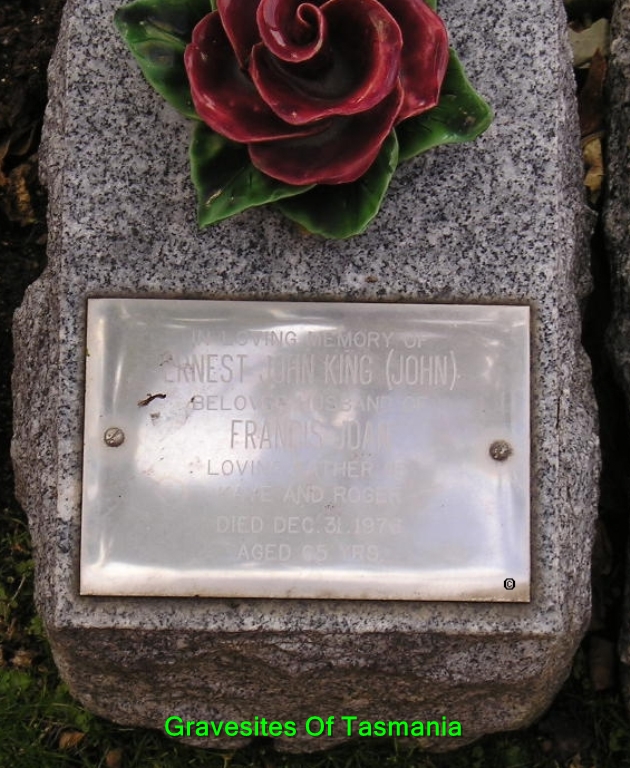 IN LOVING MEMORY OF
ERNEST JOHN KING (JOHN)
BELOVED HUSBAND OF
FRANCIS JOAN
LOVING FATHER OF
AND ROGER
DIED DEC. 31.
AGED 65 YRS.
©
Gravesites Of Tasmania